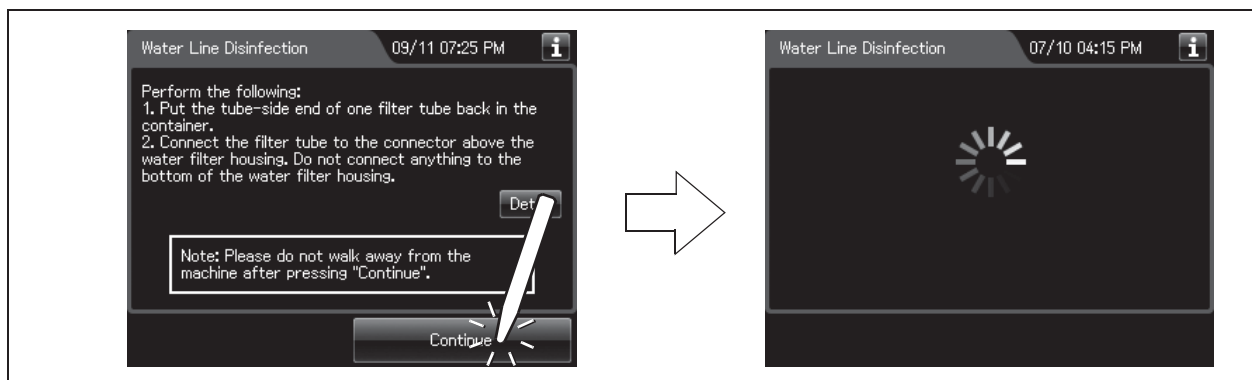 Water Line Disinfection 09/11 07:25 PM i
Perform the following:
1. Put the tube-side end of one filter tube back in the
container.
2. Connect the filter tube to the connector above the
water filter housing. Do not connect anything to the
bottom of the water filter housing.
Note: Please do not walk away from the
machine after pressing "Continue".
Continue
Water Line Disinfection 07/10 04:15 PM i